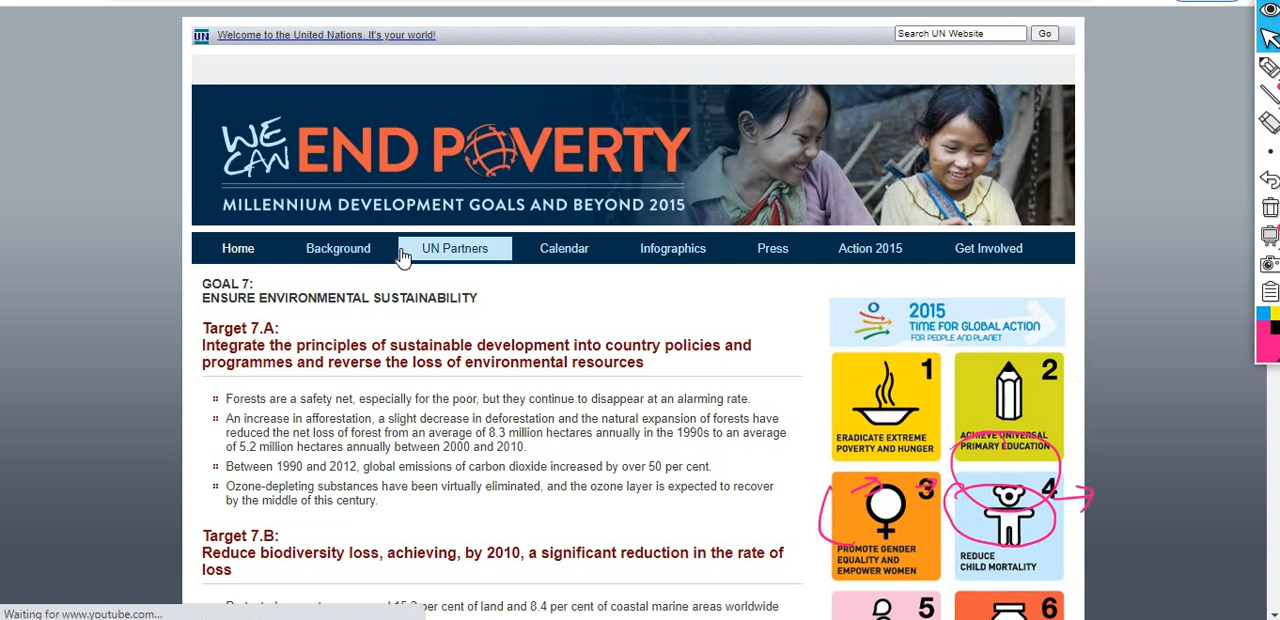 UN Welcome to the United Nations. It's your world!
Search UN Website Go
WE CAN END POVERTY
MILLENNIUM DEVELOPMENT GOALS AND BEYOND 2015
Home Background UN Partners Calendar Infographics Press Action 2015 Get Involved
GOAL 7:
ENSURE ENVIRONMENTAL SUSTAINABILITY
Target 7.A:
Integrate the principles of sustainable development into country policies and
programmes and reverse the loss of environmental resources
Forests are a safety net, especially for the poor, but they continue to disappear at an alarming rate.
An increase in afforestation, a slight decrease in deforestation and the natural expansion of forests have
reduced the net loss of forest from an average of 8.3 million hectares annually in the 1990s to an average
of 5.2 million hectares annually between 2000 and 2010.
Between 1990 and 2012, global emissions of carbon dioxide increased by over 50 per cent.
Ozone-depleting substances have been virtually eliminated, and the ozone layer is expected to recover
by the middle of this century.
Target 7.B:
Reduce biodiversity loss, achieving, by 2010, a significant reduction in the rate of
loss
per cent of land and 8.4 per cent of coastal marine areas worldwide
2015
TIME FOR GLOBAL ACTION
FOR PEOPLE AND PLANET
1
ERADICATE EXTREME
POVERTY AND HUNGER
2
ACHIEVE UNIVERSAL
PRIMARY EDUCATION
3
PROMOTE GENDER
EQUALITY AND
EMPOWER WOMEN
4
REDUCE
CHILD MORTALITY
5
6
Waiting for www.youtube.com...